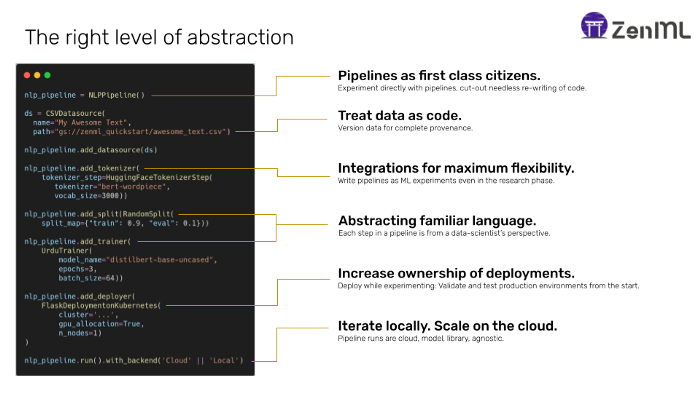 The right level of abstraction
ZenML
nlp_pipeline = NLPPipeline()
ds = CSVDatasource(
name="My Awesome Text",
path="gs://zenml_quickstart/awesome_text.csv")
nlp_pipeline.add_datasource(ds)
nlp_pipeline.add_tokenizer(
tokenizer_step=HuggingFaceTokenizerStep(
tokenizer="bert-wordpiece",
vocab_size=3000))
nlp_pipeline.add_split(RandomSplit(
split_map={"train": 0.9, "eval": 0.1}))
nlp_pipeline.add_trainer(
UrduTrainer(
model_name="distilbert-base-uncased",
epochs=3,
batch_size=64))
nlp_pipeline.add_deployer(
FlaskDeploymentonKubernetes(
cluster='...',
gpu_allocation=True,
n_nodes=1)
)
nlp_pipeline.run().with_backend('Cloud' || 'Local')
Pipelines as first class citizens.
Experiment directly with pipelines, cut-out needless re-writing of code.
Treat data as code.
Version data for complete provenance.
Integrations for maximum flexibility.
Write pipelines as ML experiments even in the research phase.
Abstracting familiar language.
Each step in a pipeline is from a data-scientist's perspective.
Increase ownership of deployments.
Deploy while experimenting: Validate and test production environments from the start.
Iterate locally. Scale on the cloud.
Pipeline runs are cloud, model, library, agnostic.